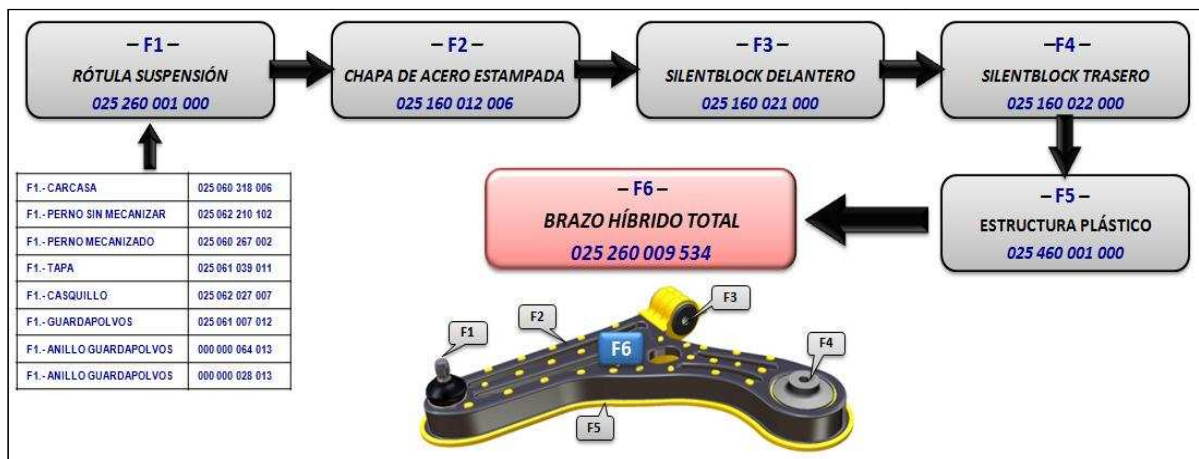 – F1 –
RÓTULA SUSPENSIÓN
025 260 001 000
– F2 –
CHAPA DE ACERO ESTAMPADA
025 160 012 006
– F3 –
SILENTBLOCK DELANTERO
025 160 021 000
–F4 –
SILENTBLOCK TRASERO
025 160 022 000
F1.- CARCASA 025 060 318 006
F1.- PERNO SIN MECANIZAR 025 062 210 102
F1.- PERNO MECANIZADO 025 060 267 002
F1.- TAPA 025 061 039 011
F1.- CASQUILLO 025 062 027 007
F1.- GUARDAPOLVOS 025 061 007 012
F1.- ANILLO GUARDAPOLVOS 000 000 064 013
F1.- ANILLO GUARDAPOLVOS 000 000 028 013
– F6 –
BRAZO HÍBRIDO TOTAL
025 260 009 534
– F5 –
ESTRUCTURA PLÁSTICO
025 460 001 000
F1
F2
F3
F6
F4
F5